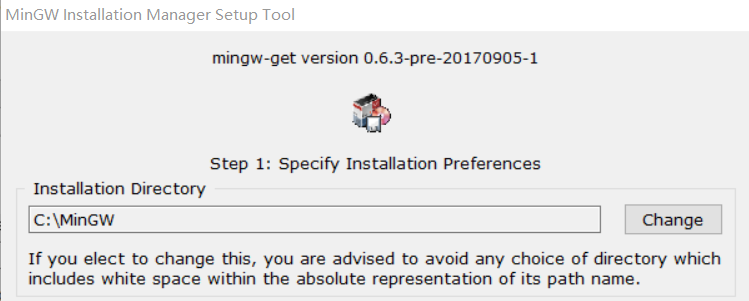 MinGW Installation Manager Setup Tool
mingw-get version 0.6.3-pre-20170905-1
Step 1: Specify Installation Preferences
Installation Directory
C:\MinGW
Change
If you elect to change this, you are advised to avoid any choice of directory which
includes white space within the absolute representation of its path name.